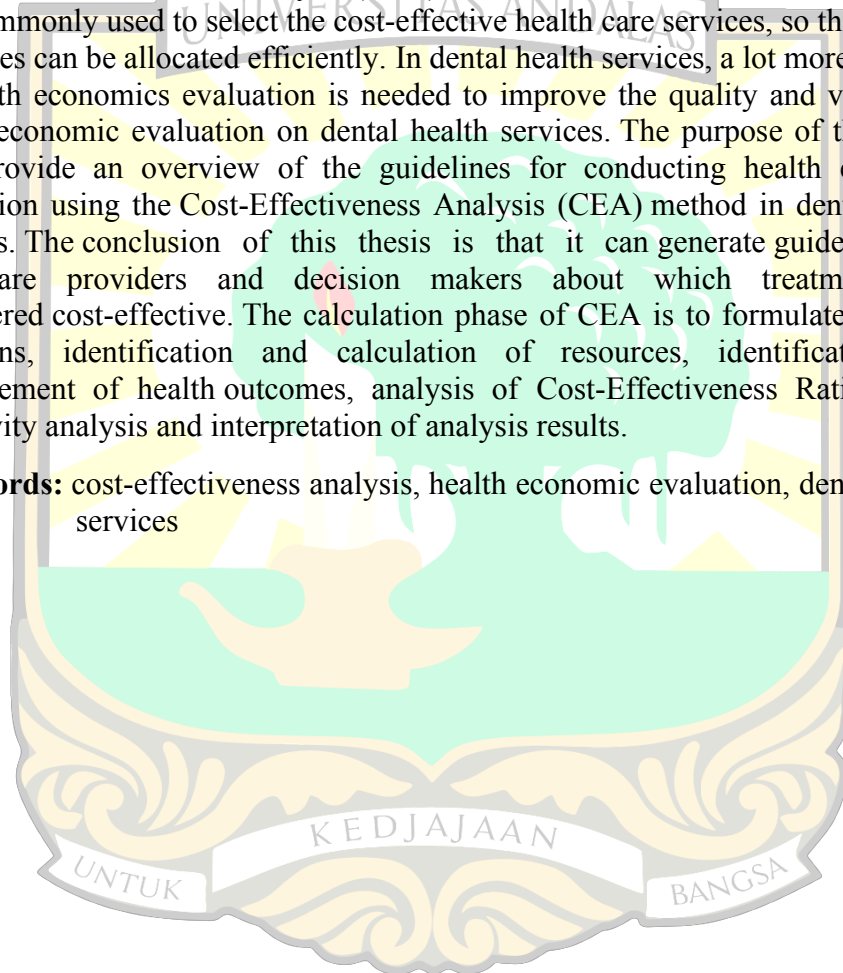 mmonly used to select the cost-effective health care services, so th
UNIVERSITAS ANDALAS
es can be allocated efficiently. In dental health services, a lot more
th economics evaluation is needed to improve the quality and v
economic evaluation on dental health services. The purpose of th
rovide an overview of the guidelines for conducting health
ion using the Cost-Effectiveness Analysis (CEA) method in dent
s. The conclusion of this thesis is that it can generate guide
are providers and decision makers about which treatm
ered cost-effective. The calculation phase of CEA is to formulate
ns, identification and calculation of resources, identificat
ement of health outcomes, analysis of Cost-Effectiveness Rati
vity analysis and interpretation of analysis results.
ords: cost-effectiveness analysis, health economic evaluation, den
services
KEDJAJAAN
UNTUK
BANGSA